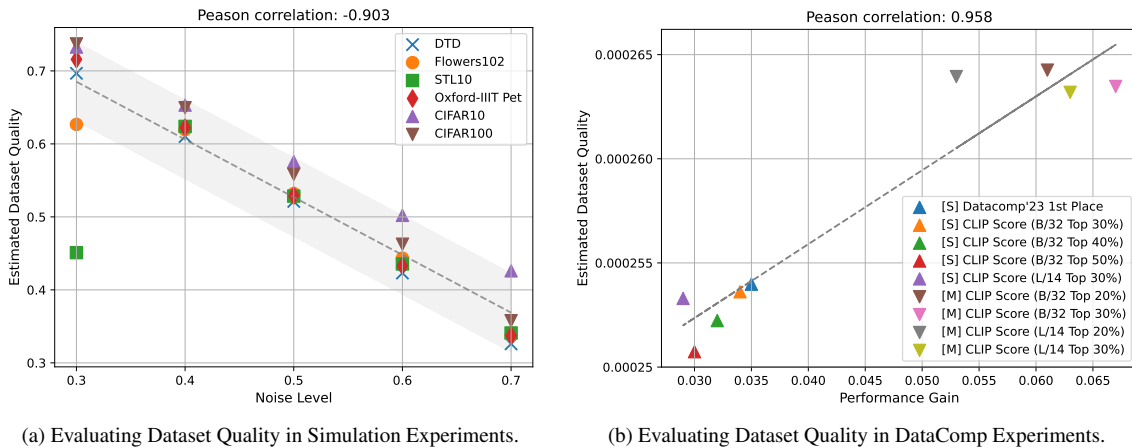 Peason correlation: -0.903
Estimated Dataset Quality
0.7
0.6
0.5
0.4
0.3
DTD
Flowers102
STL10
Oxford-IIIT Pet
CIFAR10
CIFAR100
0.3 0.4 0.5 0.6 0.7
Noise Level
(a) Evaluating Dataset Quality in Simulation Experiments.
Peason correlation: 0.958
Estimated Dataset Quality
0.000265
0.000260
0.000255
0.000250
[S] Datacomp'23 1st Place
[S] CLIP Score (B/32 Top 30%)
[S] CLIP Score (B/32 Top 40%)
[S] CLIP Score (B/32 Top 50%)
[S] CLIP Score (L/14 Top 30%)
[M] CLIP Score (B/32 Top 20%)
[M] CLIP Score (B/32 Top 30%)
[M] CLIP Score (L/14 Top 20%)
[M] CLIP Score (L/14 Top 30%)
0.030 0.035 0.040 0.045 0.050 0.055 0.060 0.065
Performance Gain
(b) Evaluating Dataset Quality in DataComp Experiments.